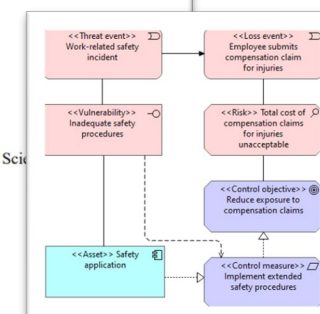 <<Threat event>>
Work-related safety
incident
<<Loss event>>
Employee submits
compensation claim
for injuries
<<Vulnerability>>
Inadequate safety
procedures
<<Risk>> Total cost of
compensation claims
for injuries
unacceptable
Scie
<<Control objective>>
Reduce exposure to
compensation claims
<<Asset>> Safety
application
<<Control measure>>
Implement extended
safety procedures